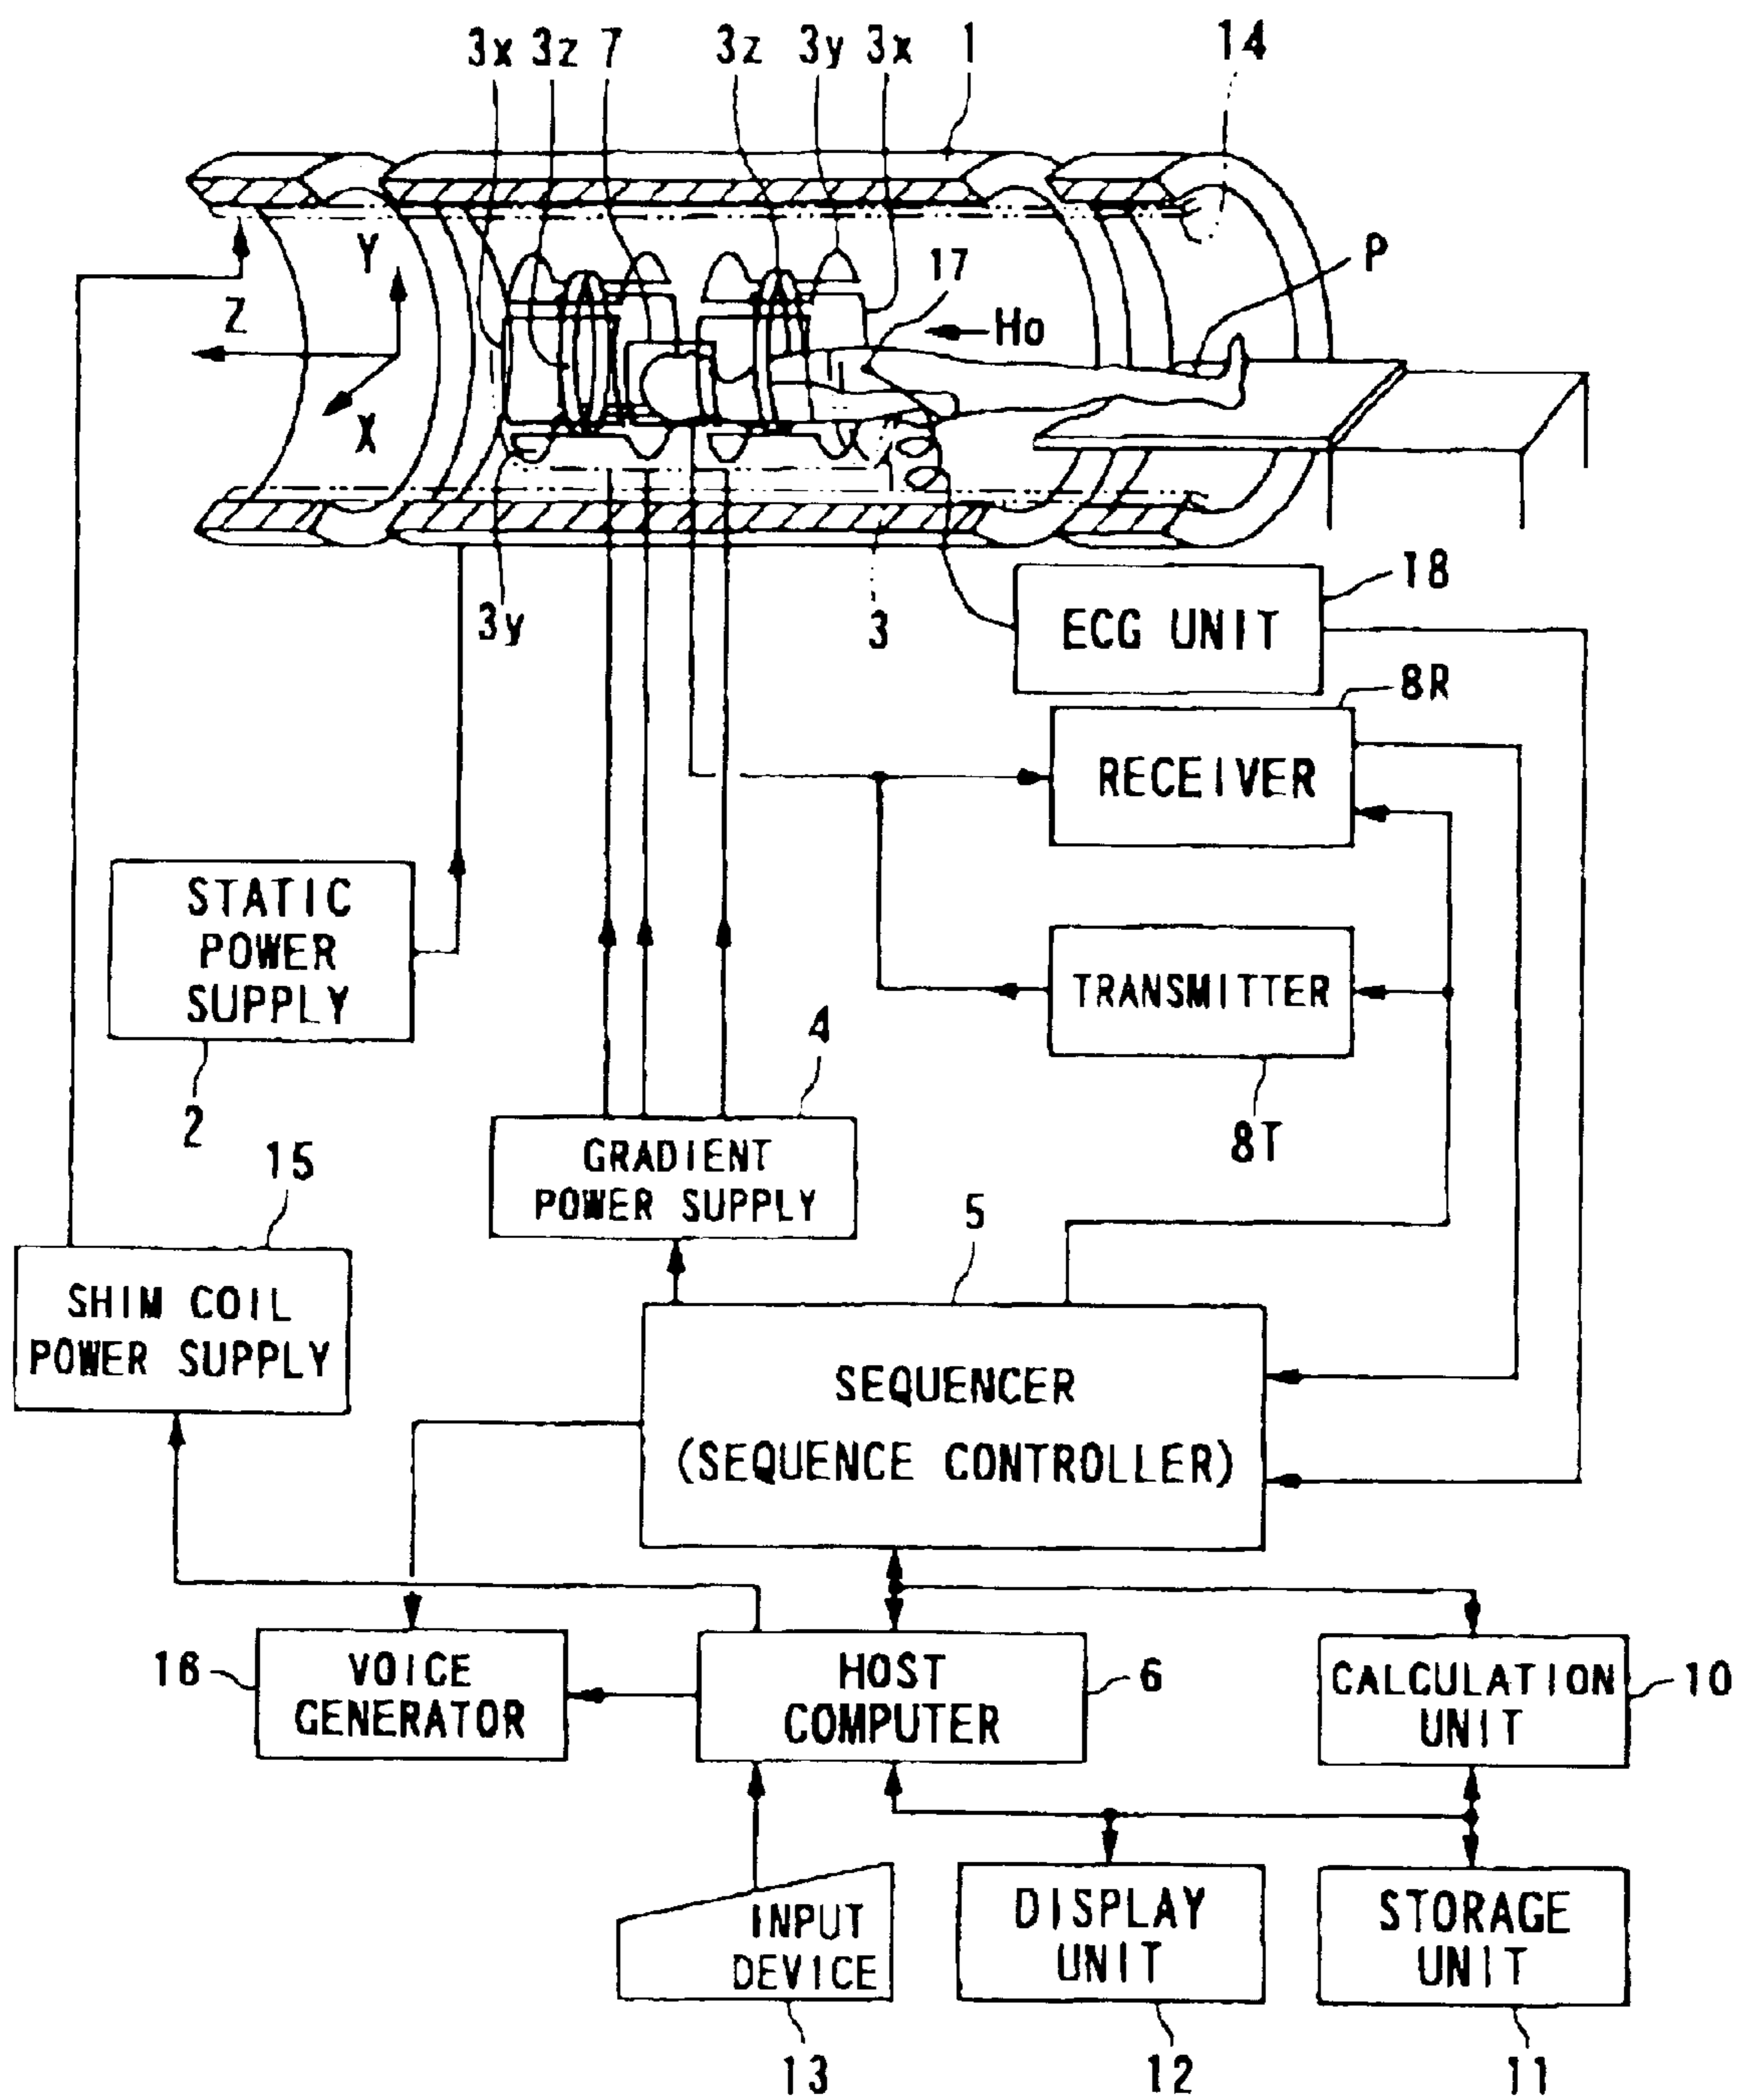 3x 3z 7 3z 3y 3x 1 14
Y
17
P
Z
Ho
X
18
3y
3
ECG UNIT
8R
RECEIVER
STATIC
POWER
SUPPLY
TRANSMITTER
4
2
8T
15
GRADIENT
POWER SUPPLY
5
SHIM COIL
POWER SUPPLY
SEQUENCER
(SEQUENCE CONTROLLER)
16
VOICE
GENERATOR
HOST
COMPUTER
6
CALCULATION
UNIT
10
INPUT
DEVICE
DISPLAY
UNIT
STORAGE
UNIT
13
12
11